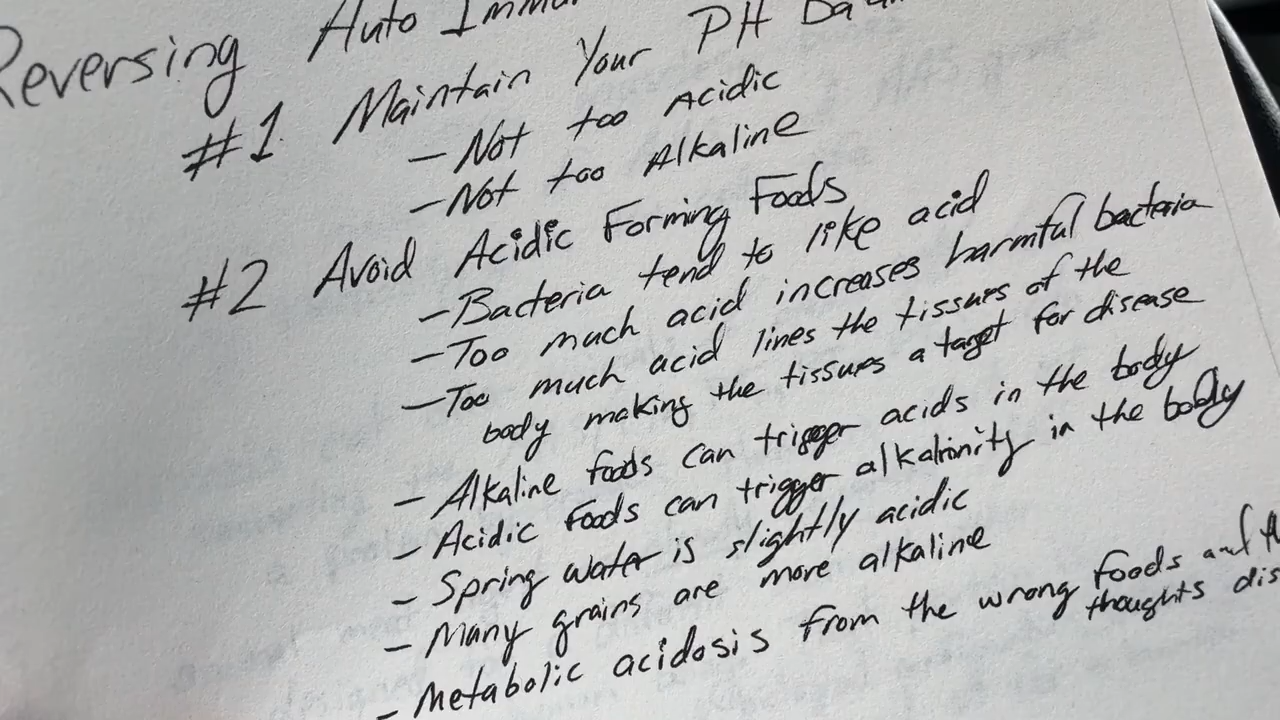 Reversing Auto
#1 Maintain Your PH
- Not too Acidic
- Not too Alkaline
#2 Avoid Acidic Forming Foods
- Bacteria tend to like acid
- Too much acid increases harmful bacteria
- Too much acid lines the tissues of the
body making the tissues a target for disease
- Alkaline foods can trigger acids in the body
- Acidic foods can trigger alkalinity in the body
- Spring water is slightly acidic
- Many grains are more alkaline
- Metabolic acidosis from the wrong foods and
thoughts